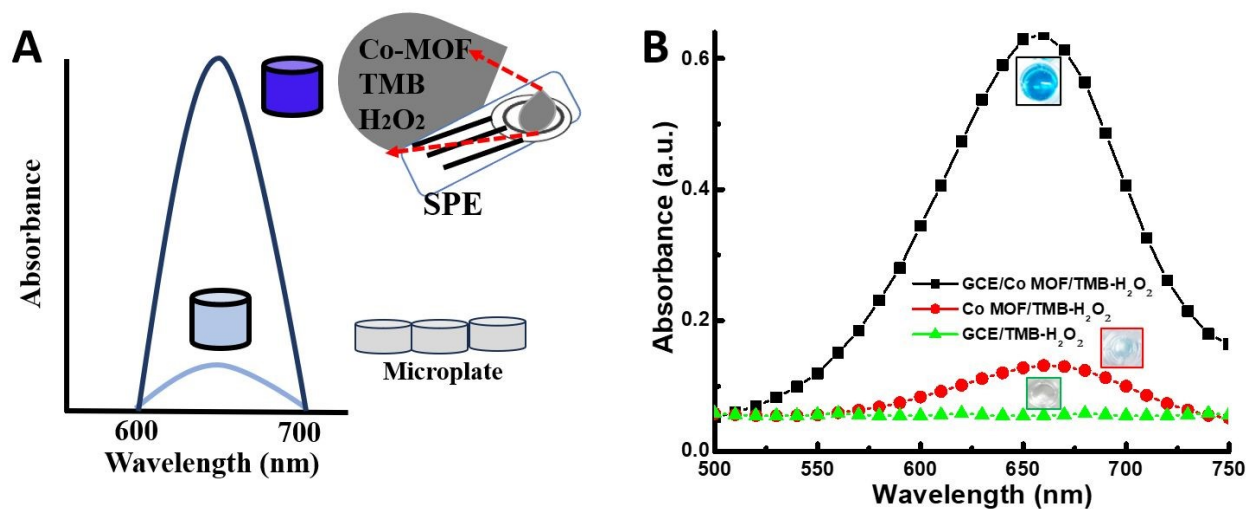 A
Co-MOF
TMB
H₂O₂
SPE
Absorbance
600
700
Wavelength (nm)
Microplate
B
Absorbance (a.u.)
0.6
0.4
0.2
0.0
GCE/Co MOF/TMB-H₂O₂
Co MOF/TMB-H₂O₂
GCE/TMB-H₂O₂
500
550
600
650
700
750
Wavelength (nm)